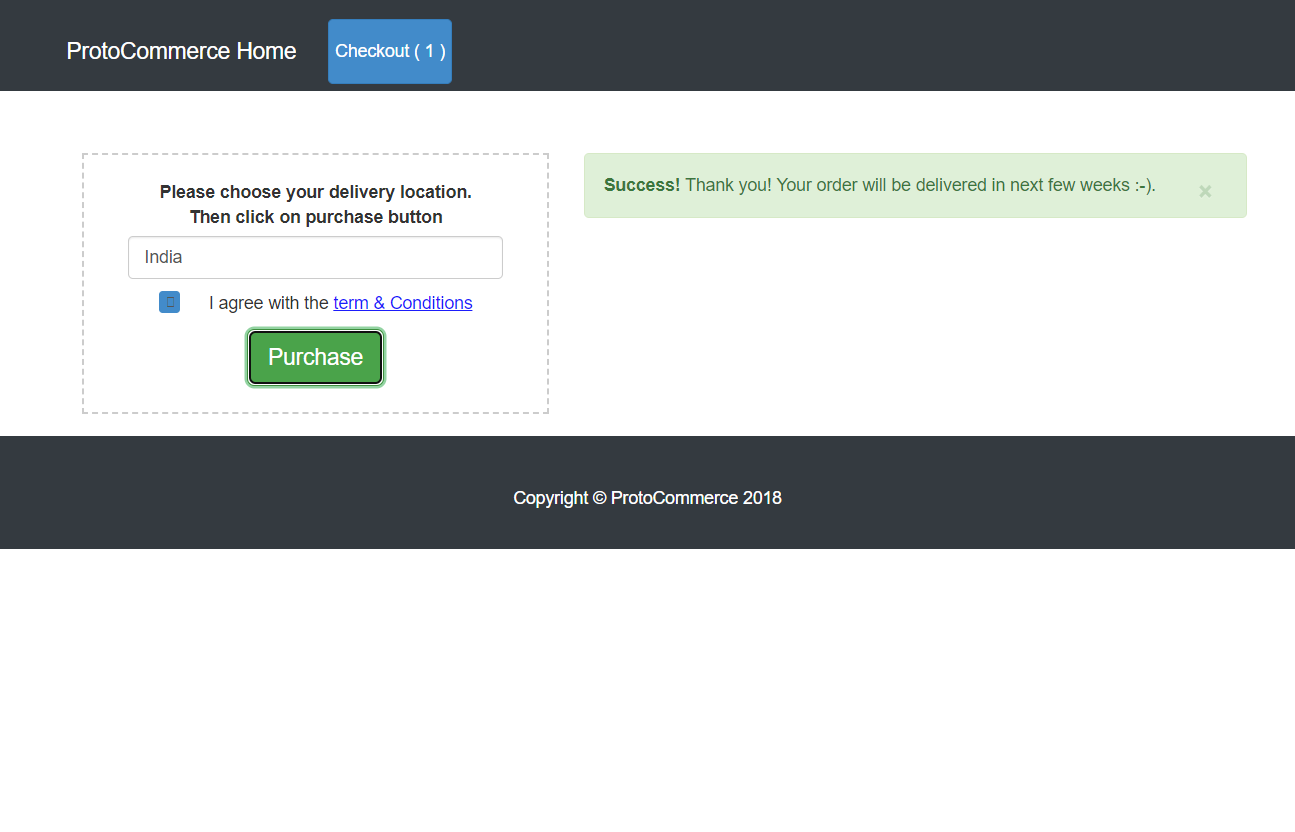 ProtoCommerce Home
Checkout ( 1 )
Please choose your delivery location.
Then click on purchase button
India
I agree with the term & Conditions
Purchase
Success! Thank you! Your order will be delivered in next few weeks :-).
×
Copyright © ProtoCommerce 2018